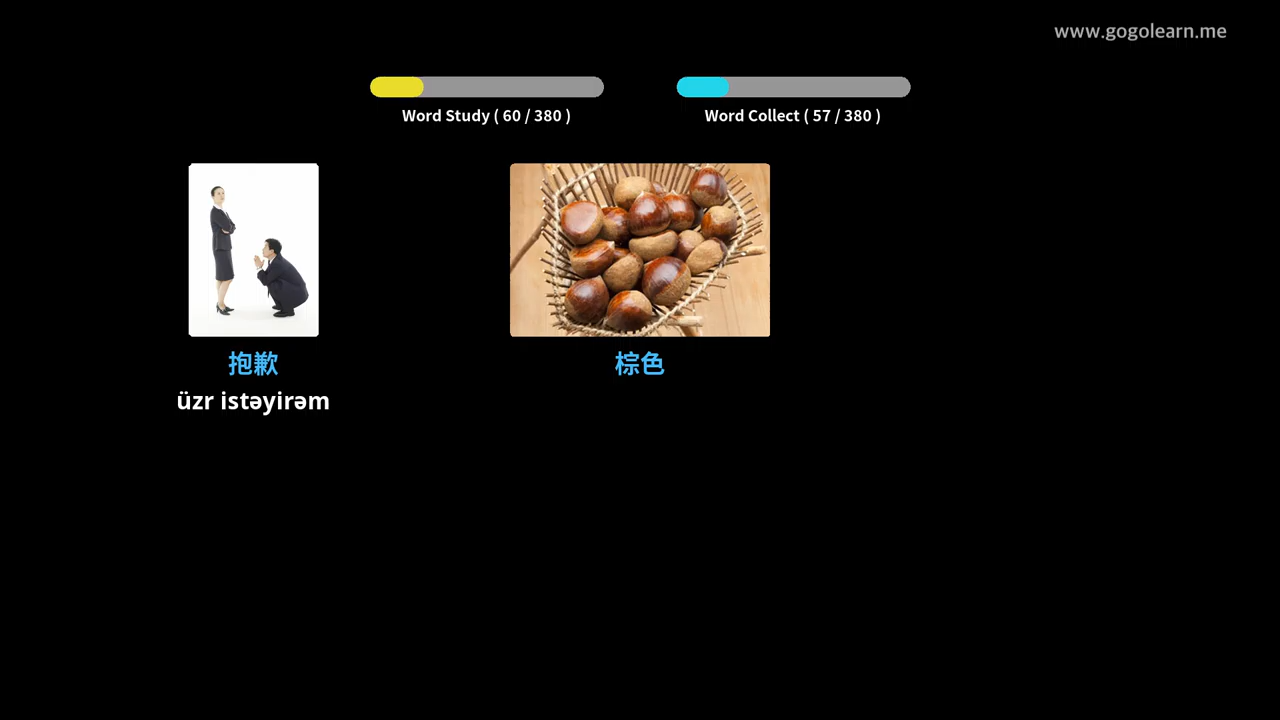 www.gogolearn.me
Word Study ( 60 / 380 )
Word Collect ( 57 / 380 )
抱歉
üzr istəyirəm
棕色